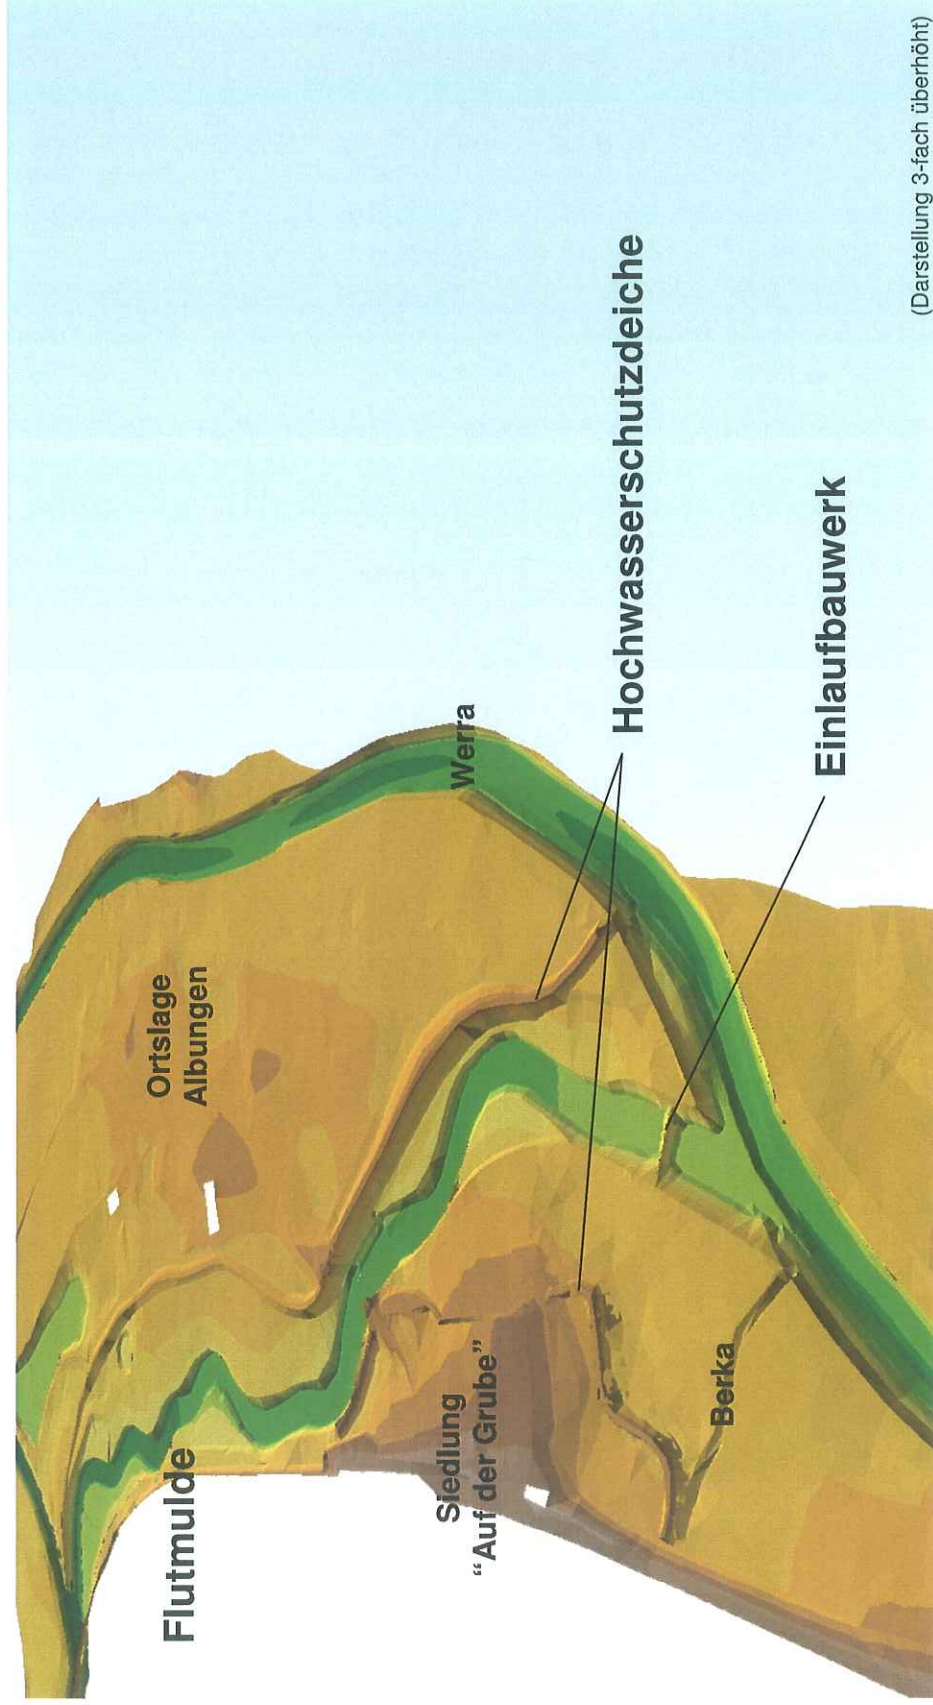 Flutmulde
Ortslage
Albungen
Werra
Siedlung
“Auf der Grube”
Hochwasserschutzdeiche
Berka
Einlaufbauwerk
(Darstellung 3-fach überhöht)